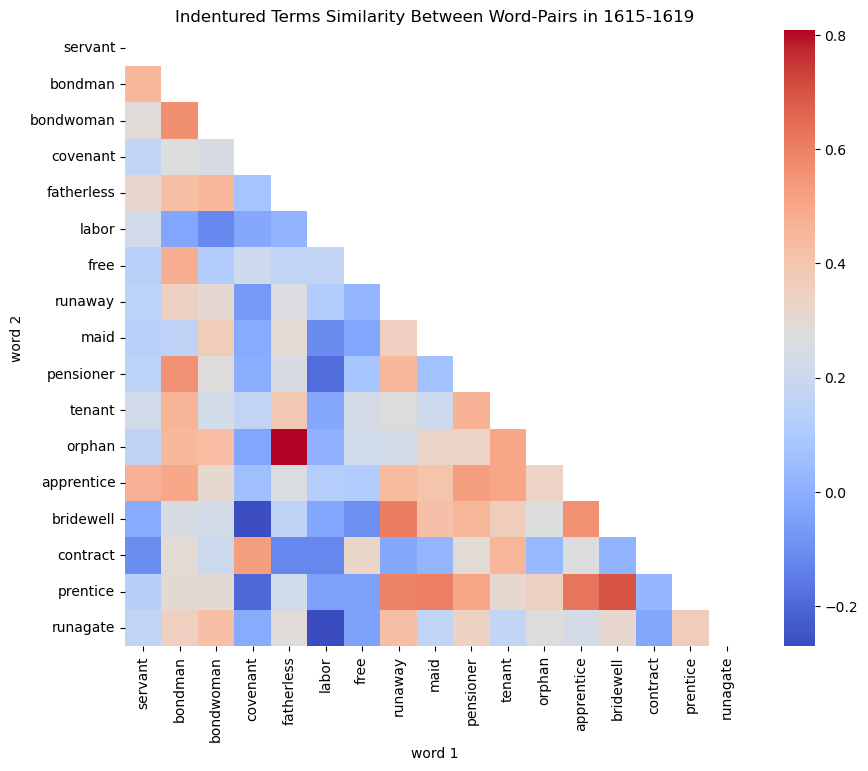 Indentured Terms Similarity Between Word-Pairs in 1615-1619
servant
bondman
bondwoman
covenant
fatherless
labor
free
runaway
maid
pensioner
tenant
orphan
apprentice
bridewell
contract
prentice
runagate
word 2
servant
bondman
bondwoman
covenant
fatherless
labor
free
runaway
maid
pensioner
tenant
orphan
apprentice
bridewell
contract
prentice
runagate
word 1
0.8
0.6
0.4
0.2
0.0
−0.2